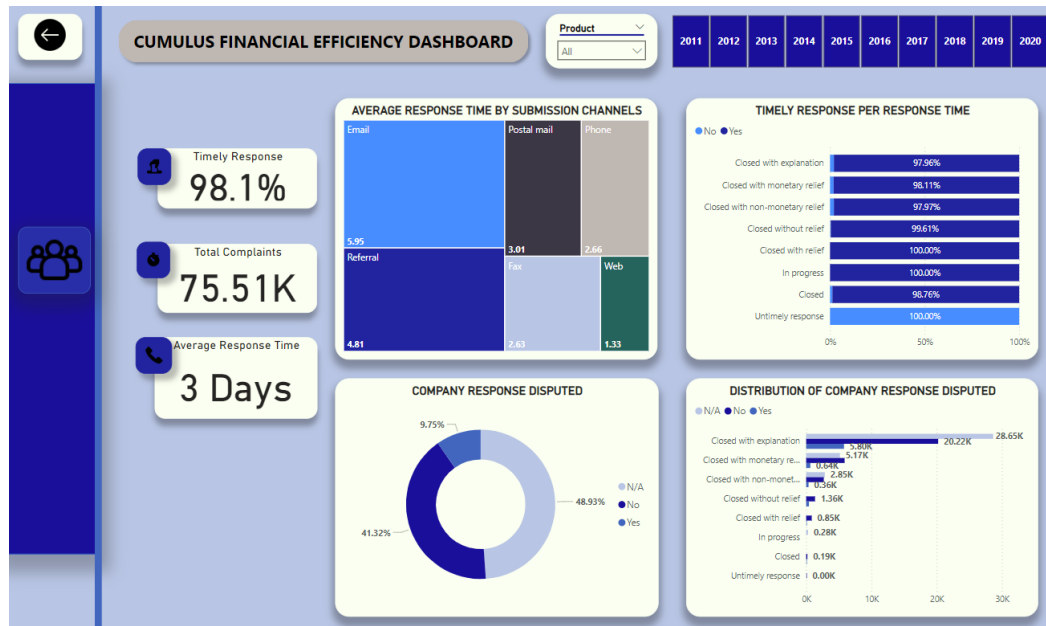 CUMULUS FINANCIAL EFFICIENCY DASHBOARD
Product
All
2011 2012 2013 2014 2015 2016 2017 2018 2019 2020
Timely Response
98.1%
Total Complaints
75.51K
Average Response Time
3 Days
AVERAGE RESPONSE TIME BY SUBMISSION CHANNELS
Email
5.95
Postal mail
3.01
Phone
2.66
Referral
4.81
Fax
2.63
Web
1.33
TIMELY RESPONSE PER RESPONSE TIME
No Yes
Closed with explanation 97.96%
Closed with monetary relief 98.11%
Closed with non-monetary relief 97.97%
Closed without relief 99.61%
Closed with relief 100.00%
In progress 100.00%
Closed 98.76%
Untimely response 100.00%
0% 50% 100%
COMPANY RESPONSE DISPUTED
9.75%
48.93%
41.32%
N/A
No
Yes
DISTRIBUTION OF COMPANY RESPONSE DISPUTED
N/A No Yes
Closed with explanation 28.65K 20.22K 5.80K
Closed with monetary re... 5.17K 0.64K
Closed with non-monet... 2.85K 0.36K
Closed without relief 1.36K
Closed with relief 0.85K
In progress 0.28K
Closed 0.19K
Untimely response 0.00K
0K 10K 20K 30K